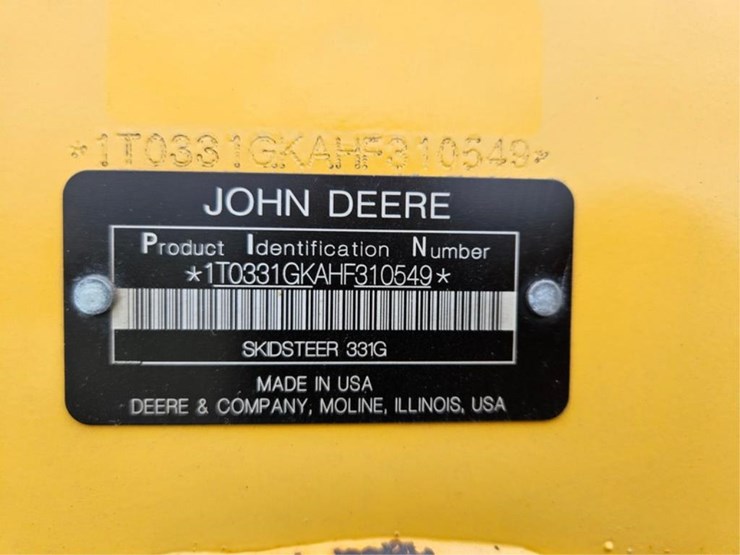 *1T0331GKAHF310549*
JOHN DEERE
Product Identification Number
*1T0331GKAHF310549*
SKIDSTEER 331G
MADE IN USA
DEERE & COMPANY, MOLINE, ILLINOIS, USA